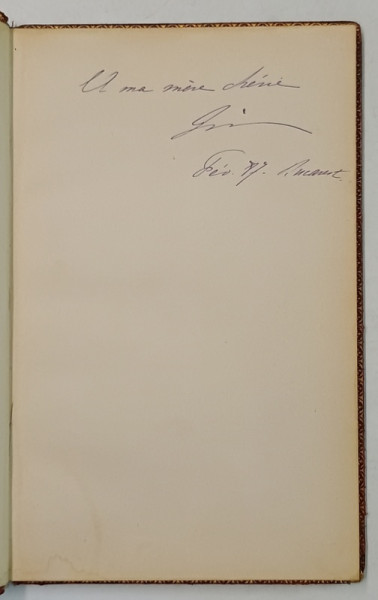 A ma mère chérie
Fév. 97. Bucarest